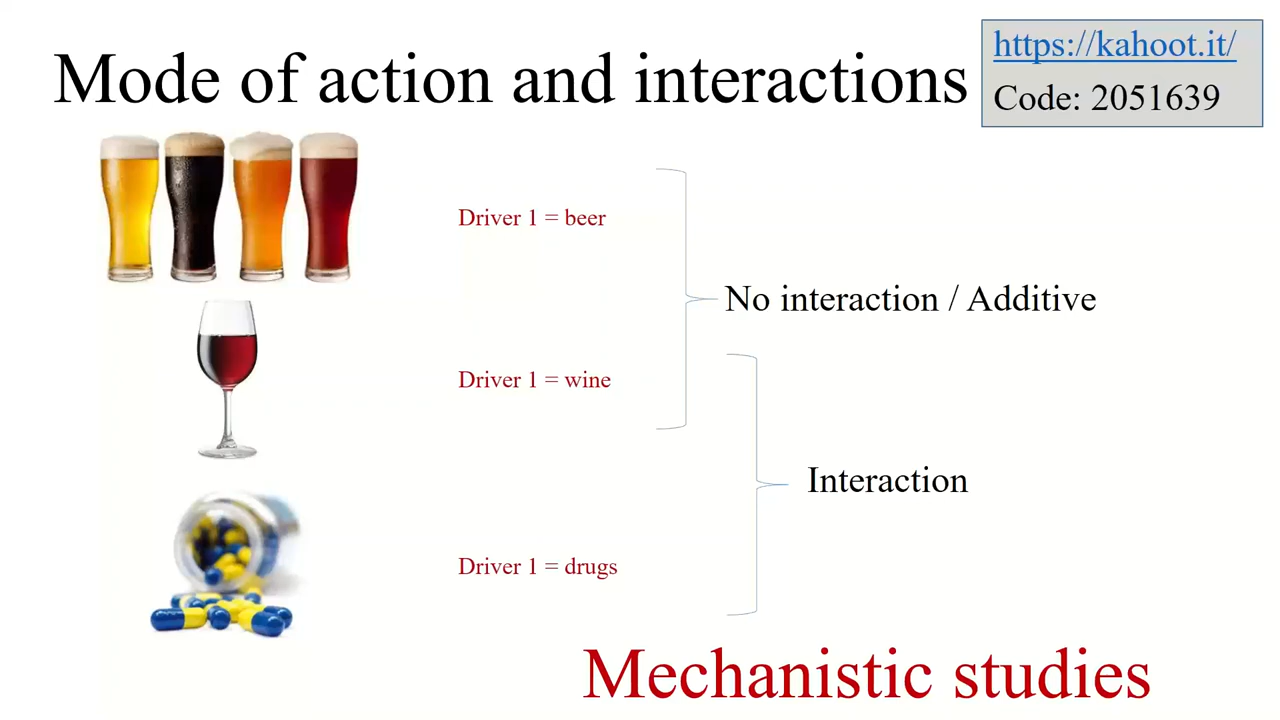 Mode of action and interactions
https://kahoot.it/
Code: 2051639
Driver 1 = beer
No interaction / Additive
Driver 1 = wine
Interaction
Driver 1 = drugs
Mechanistic studies